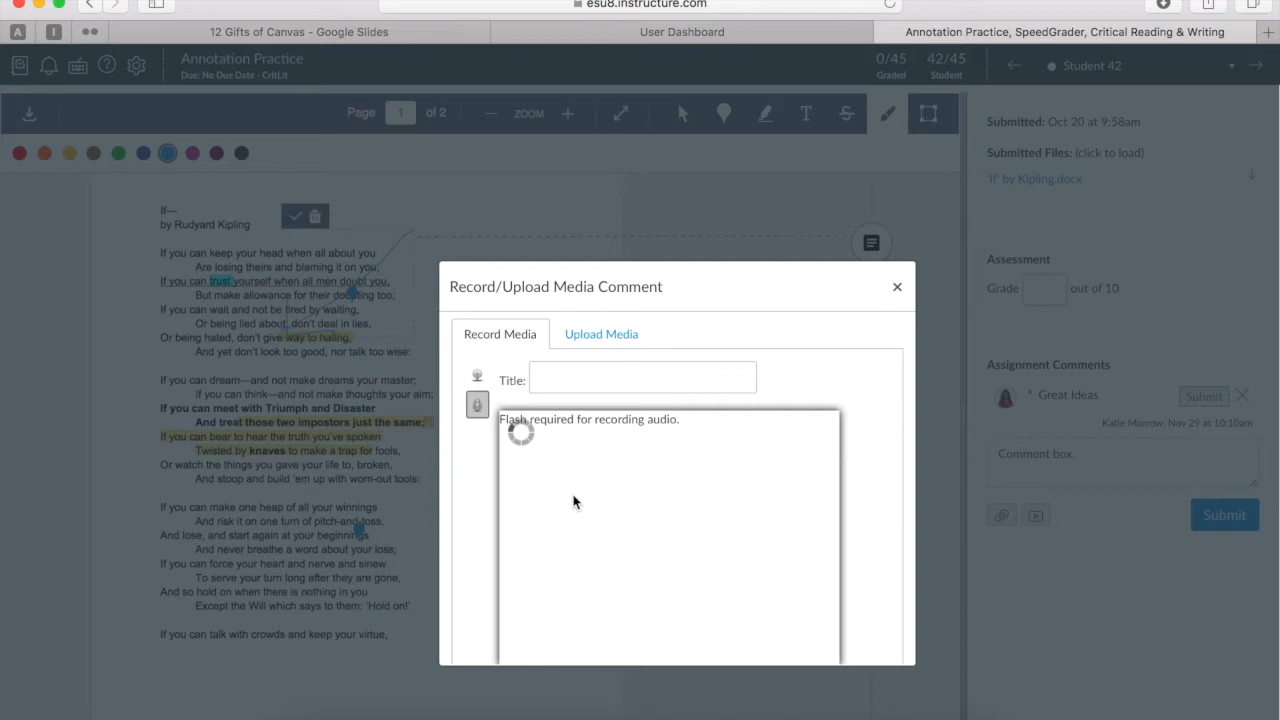 esu8.instructure.com
A
I
12 Gifts of Canvas - Google Slides
User Dashboard
Annotation Practice, SpeedGrader, Critical Reading & Writing
Annotation Practice
Due: No Due Date - CritLit
0/45
Graded
42/45
Student
Student 42
Page 1 of 2
ZOOM
T
S
Submitted: Oct 20 at 9:58am
Submitted Files: (click to load)
'If' by Kipling.docx
Assessment
Grade out of 10
Assignment Comments
* Great Ideas
Submit
Katie Morrow, Nov 29 at 10:10am
Comment box.
Submit
If—
by Rudyard Kipling
If you can keep your head when all about you
Are losing theirs and blaming it on you;
If you can trust yourself when all men doubt you,
But make allowance for their doubting too;
If you can wait and not be tired by waiting,
Or being lied about, don't deal in lies,
Or being hated, don't give way to hating,
And yet don't look too good, nor talk too wise:
If you can dream—and not make dreams your master;
If you can think—and not make thoughts your aim;
If you can meet with Triumph and Disaster
And treat those two impostors just the same;
If you can bear to hear the truth you've spoken
Twisted by knaves to make a trap for fools,
Or watch the things you gave your life to, broken,
And stoop and build 'em up with worn-out tools:
If you can make one heap of all your winnings
And risk it on one turn of pitch-and-toss,
And lose, and start again at your beginnings
And never breathe a word about your loss;
If you can force your heart and nerve and sinew
To serve your turn long after they are gone,
And so hold on when there is nothing in you
Except the Will which says to them: 'Hold on!'
If you can talk with crowds and keep your virtue,
Record/Upload Media Comment
Record Media
Upload Media
Title:
Flash required for recording audio.